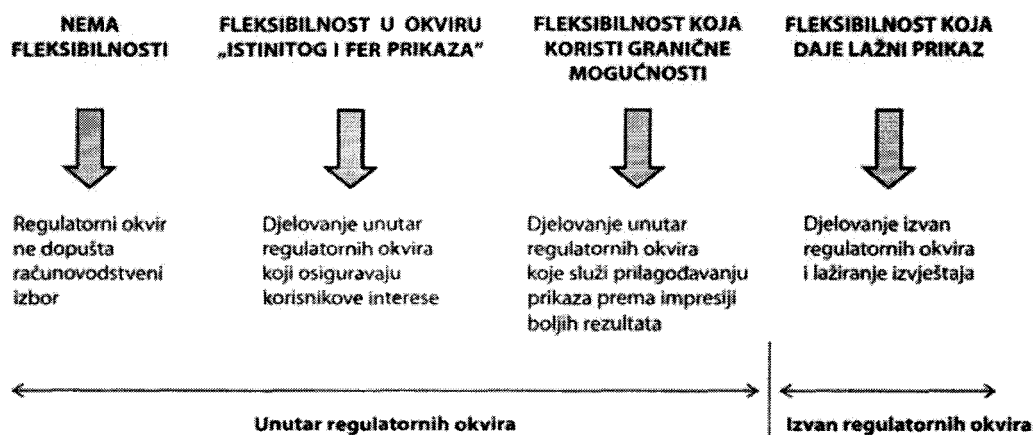 NEMA
FLEKSIBILNOSTI
FLEKSIBILNOST U OKVIRU
„ISTINITOG I FER PRIKAZA"
FLEKSIBILNOST KOJA
KORISTI GRANIČNE
MOGUĆNOSTI
FLEKSIBILNOST KOJA
DAJE LAŽNI PRIKAZ
Regulatorni okvir
ne dopušta
računovodstveni
izbor
Djelovanje unutar
regulatornih okvira
koji osiguravaju
korisnikove interese
Djelovanje unutar
regulatornih okvira
koje služi prilagođavanju
prikaza prema impresiji
boljih rezultata
Djelovanje izvan
regulatornih okvira
i lažiranje izvještaja
Unutar regulatornih okvira
Izvan regulatornih okvira